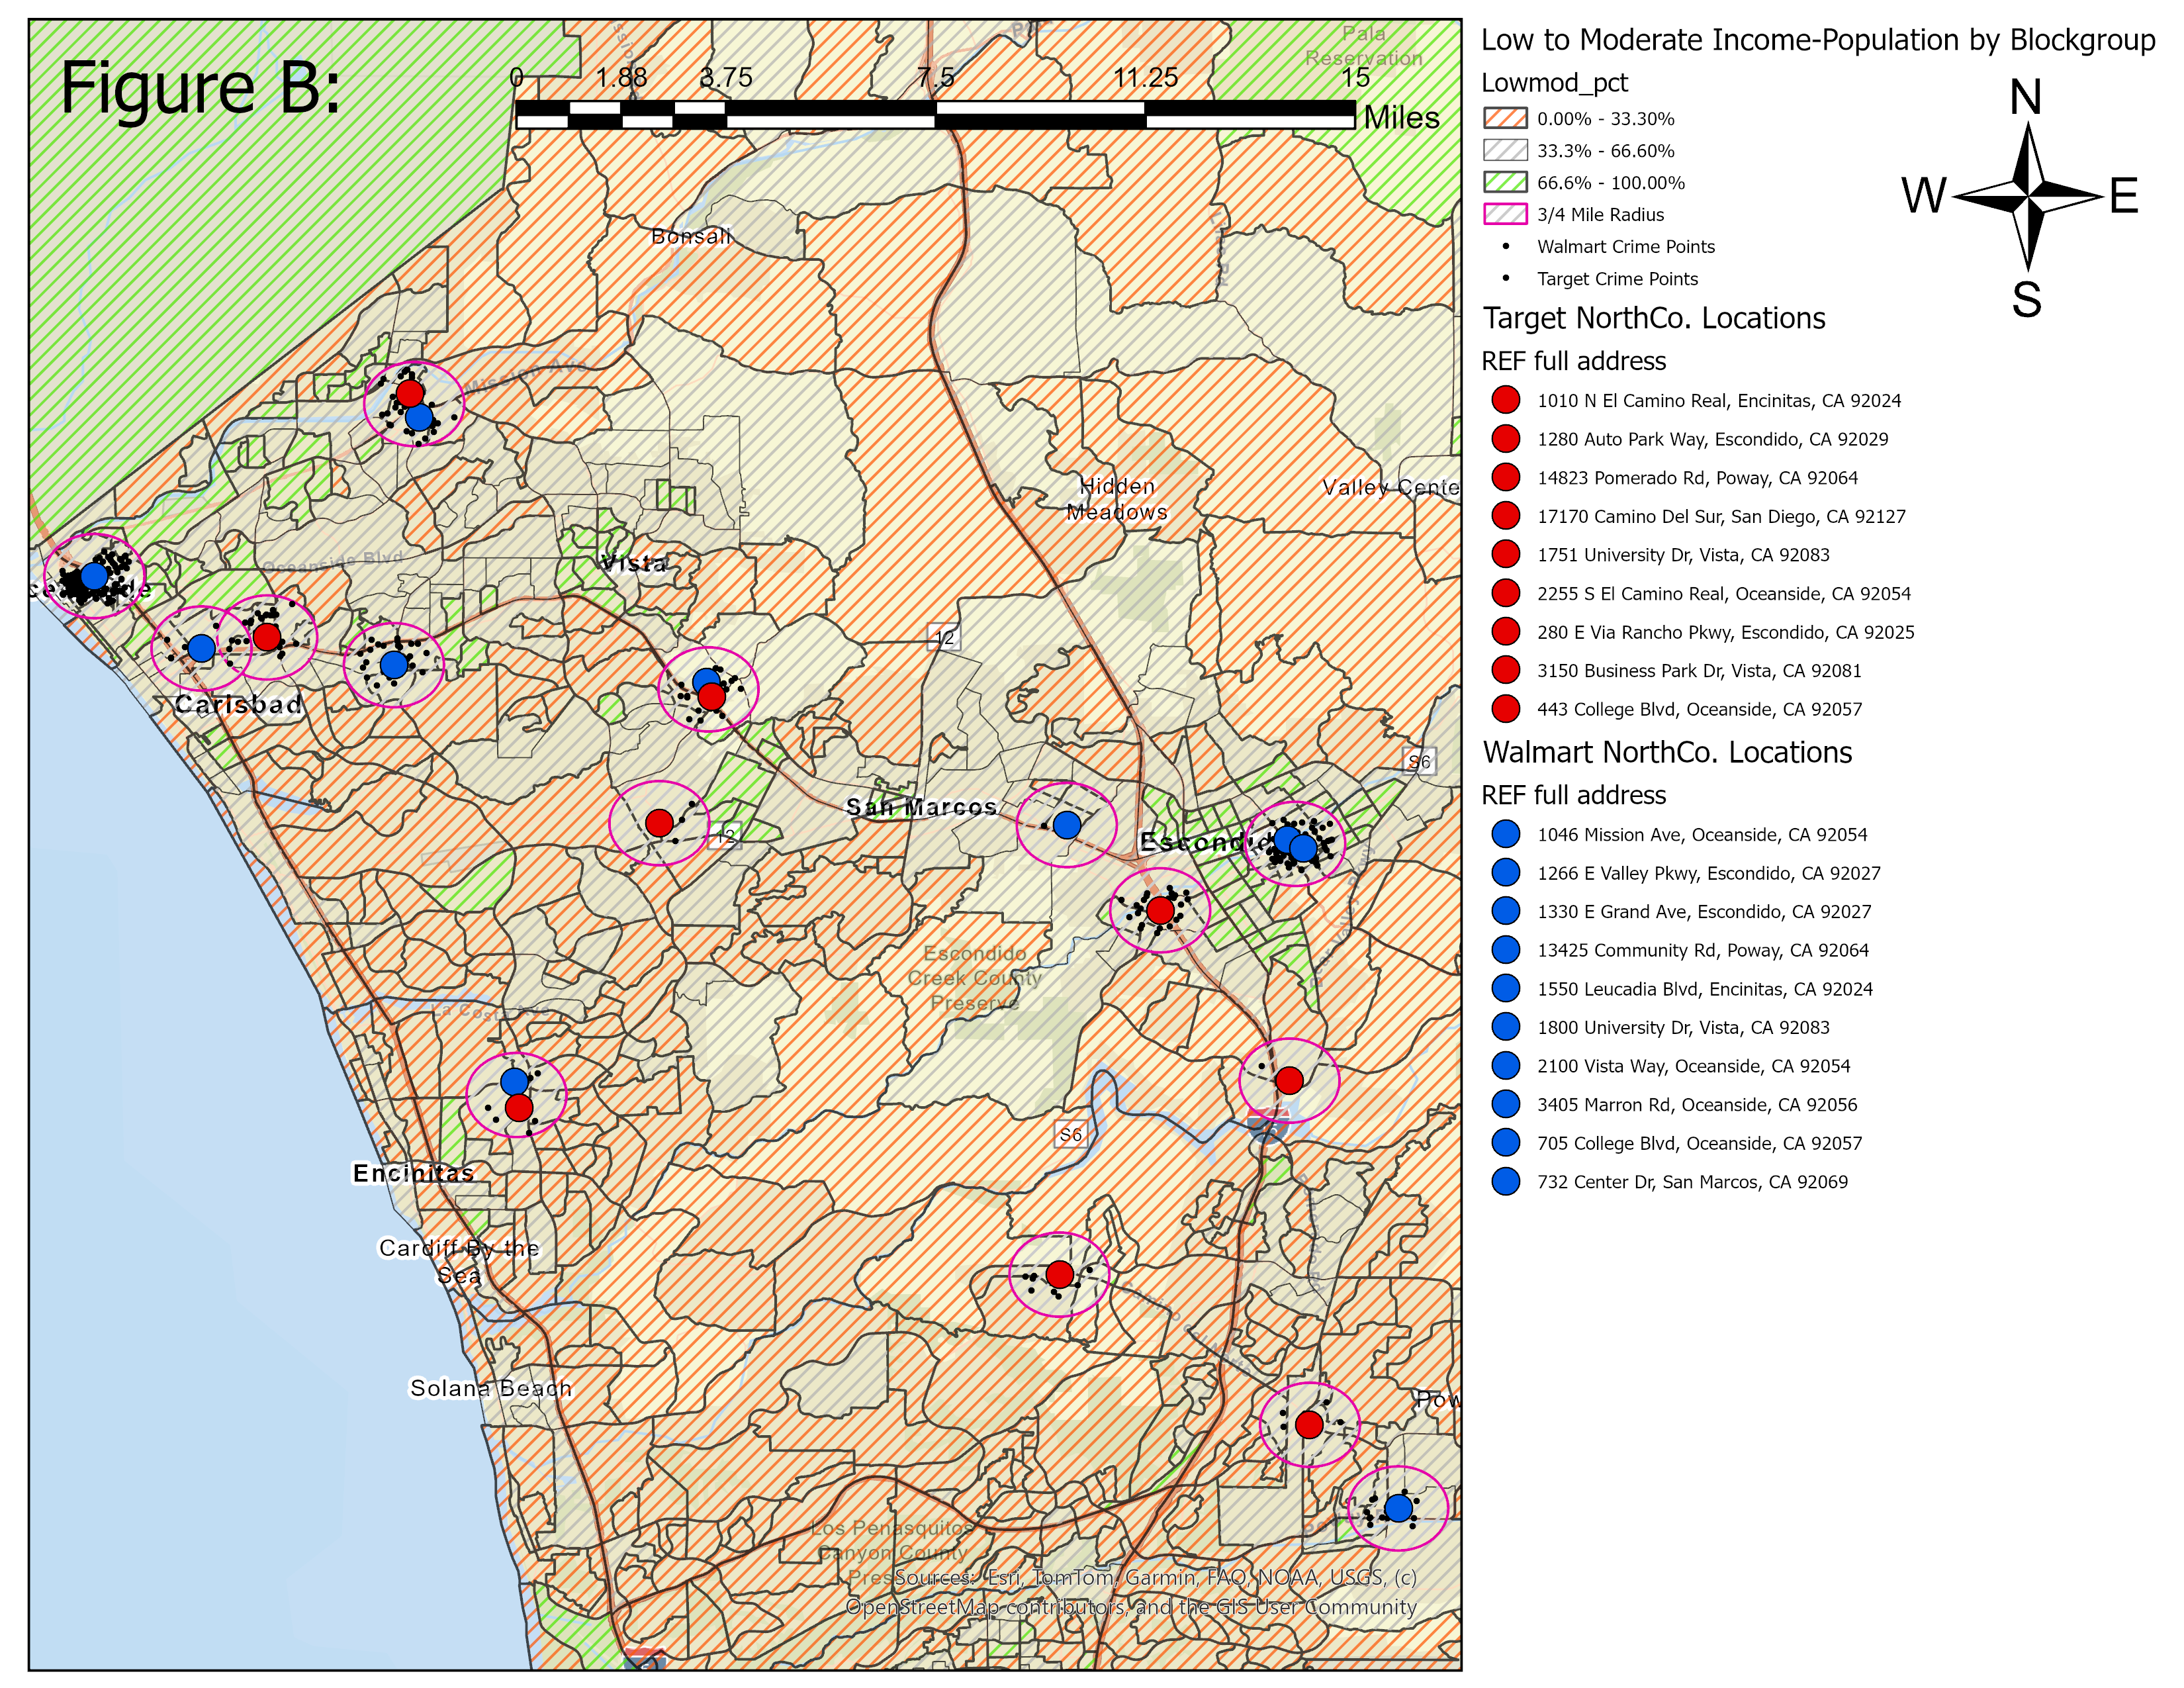 Figure B:
0 1.88 3.75 7.5 11.25 15
Miles
Pala
Reservation
Bonsall
Mission Ave
Hidden
Meadows
Valley Cente
Vista
Oceanside Blvd
Carlsbad
12
S6
San Marcos
12
Escondid
Escondido
Creek County
Preserve
La Costa Ave
S6
Encinitas
Cardiff By the
Sea
Solana Beach
Pow
Los Penasquitos
Canyon County
Pres
Sources: Esri, TomTom, Garmin, FAO, NOAA, USGS, (c)
OpenStreetMap contributors, and the GIS User Community
Low to Moderate Income-Population by Blockgroup
Lowmod_pct
0.00% - 33.30%
33.3% - 66.60%
66.6% - 100.00%
3/4 Mile Radius
Walmart Crime Points
Target Crime Points
N
W E
S
Target NorthCo. Locations
REF full address
1010 N El Camino Real, Encinitas, CA 92024
1280 Auto Park Way, Escondido, CA 92029
14823 Pomerado Rd, Poway, CA 92064
17170 Camino Del Sur, San Diego, CA 92127
1751 University Dr, Vista, CA 92083
2255 S El Camino Real, Oceanside, CA 92054
280 E Via Rancho Pkwy, Escondido, CA 92025
3150 Business Park Dr, Vista, CA 92081
443 College Blvd, Oceanside, CA 92057
Walmart NorthCo. Locations
REF full address
1046 Mission Ave, Oceanside, CA 92054
1266 E Valley Pkwy, Escondido, CA 92027
1330 E Grand Ave, Escondido, CA 92027
13425 Community Rd, Poway, CA 92064
1550 Leucadia Blvd, Encinitas, CA 92024
1800 University Dr, Vista, CA 92083
2100 Vista Way, Oceanside, CA 92054
3405 Marron Rd, Oceanside, CA 92056
705 College Blvd, Oceanside, CA 92057
732 Center Dr, San Marcos, CA 92069